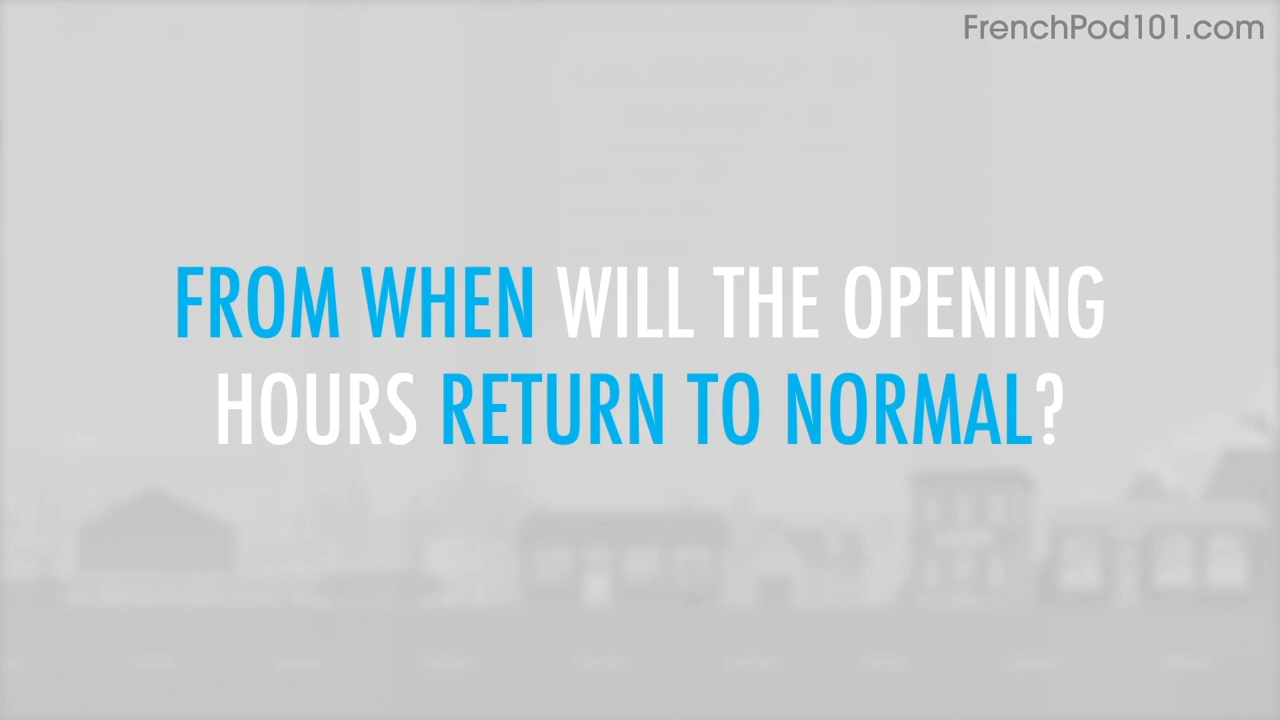 FrenchPod101.com
FROM WHEN WILL THE OPENING
HOURS RETURN TO NORMAL?